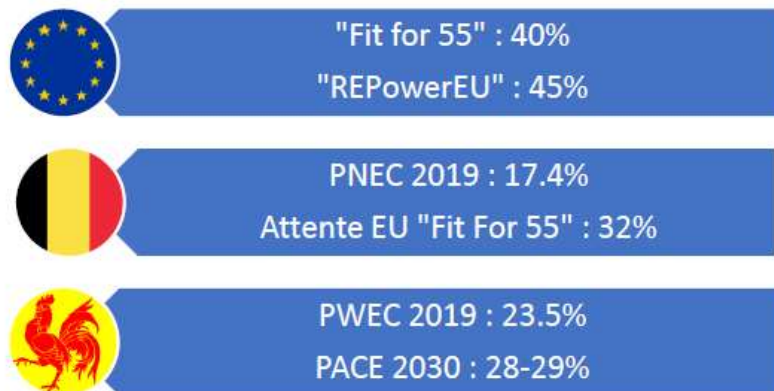 "Fit for 55" : 40%
"REPowerEU" : 45%
PNEC 2019 : 17.4%
Attente EU "Fit For 55" : 32%
PWEC 2019 : 23.5%
PACE 2030 : 28-29%